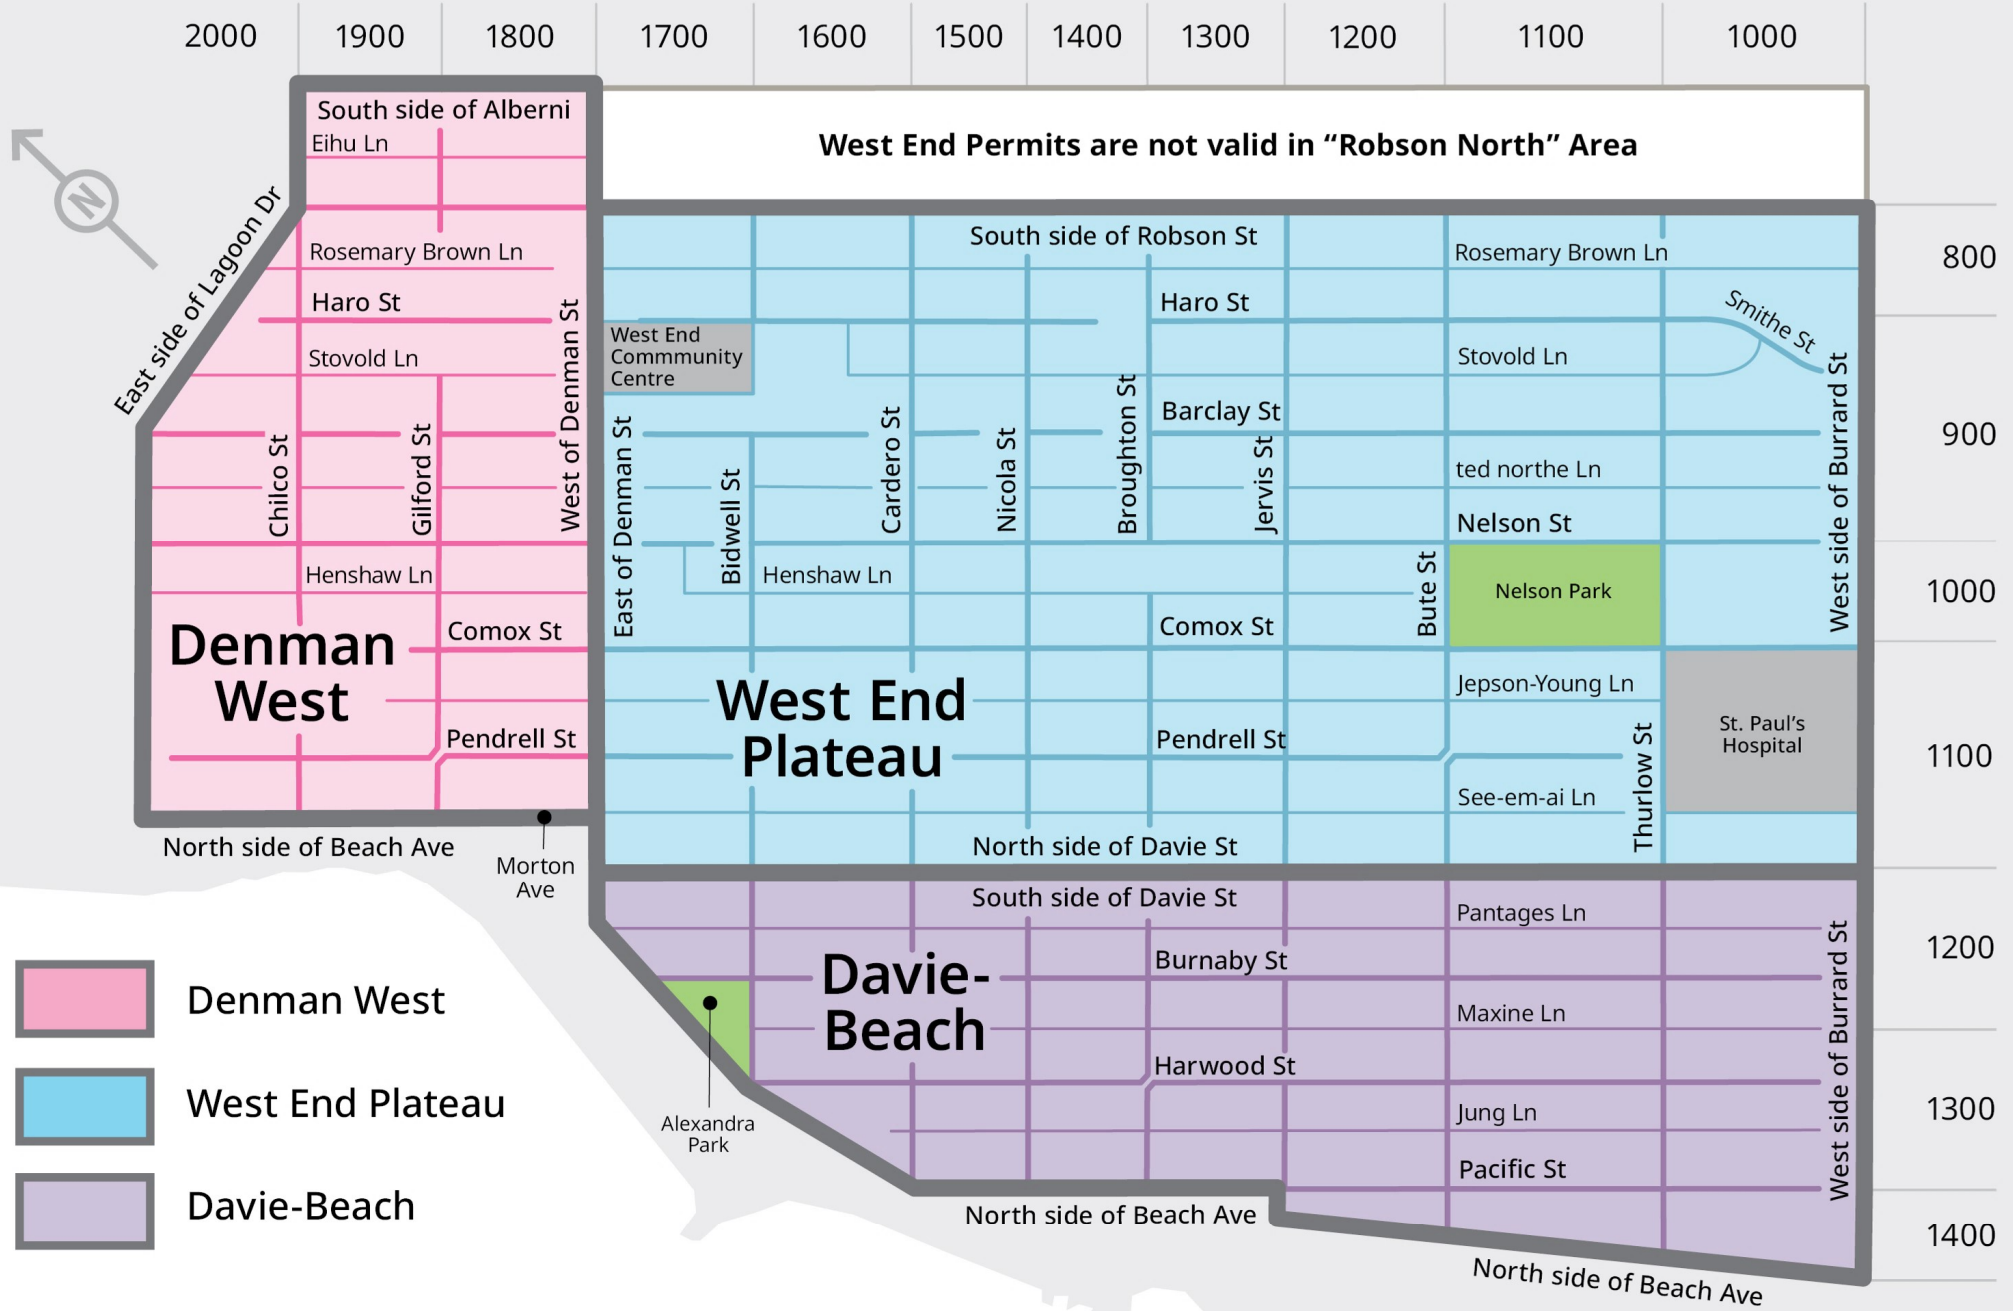 2000 1900 1800 1700 1600 1500 1400 1300 1200 1100 1000
South side of Alberni
Eihu Ln
West End Permits are not valid in “Robson North” Area
N
East side of Lagoon Dr
South side of Robson St
Rosemary Brown Ln
Rosemary Brown Ln
800
Haro St
Haro St
Smithe St
West End
Commmunity
Centre
Stovold Ln
Stovold Ln
Barclay St
900
Chilco St
Gilford St
West of Denman St
East of Denman St
Bidwell St
Cardero St
Nicola St
Broughton St
Jervis St
Bute St
Thurlow St
West side of Burrard St
ted northe Ln
Nelson St
Henshaw Ln
Henshaw Ln
Nelson Park
1000
Denman
West
Comox St
Comox St
West End
Plateau
Jepson-Young Ln
St. Paul’s
Hospital
Pendrell St
Pendrell St
1100
See-em-ai Ln
North side of Beach Ave
Morton
Ave
North side of Davie St
South side of Davie St
Pantages Ln
Davie-
Beach
Burnaby St
1200
Maxine Ln
West side of Burrard St
Harwood St
Alexandra
Park
Jung Ln
1300
Pacific St
North side of Beach Ave
1400
North side of Beach Ave
Denman West
West End Plateau
Davie-Beach